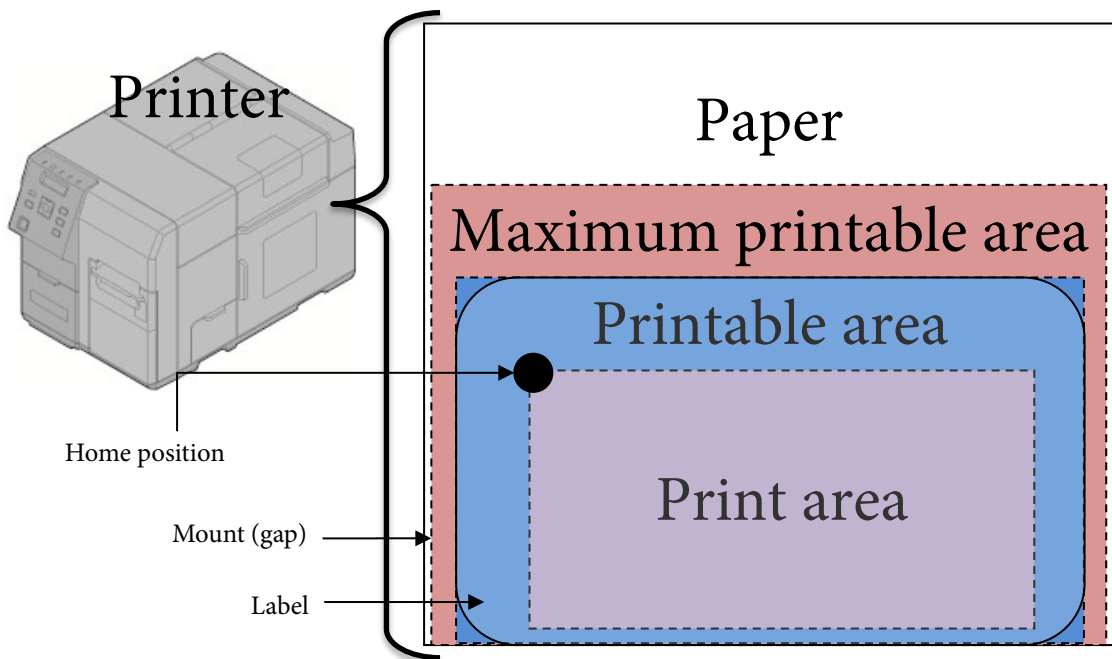 Printer
Paper
Maximum printable area
Printable area
Home position
Print area
Mount (gap)
Label